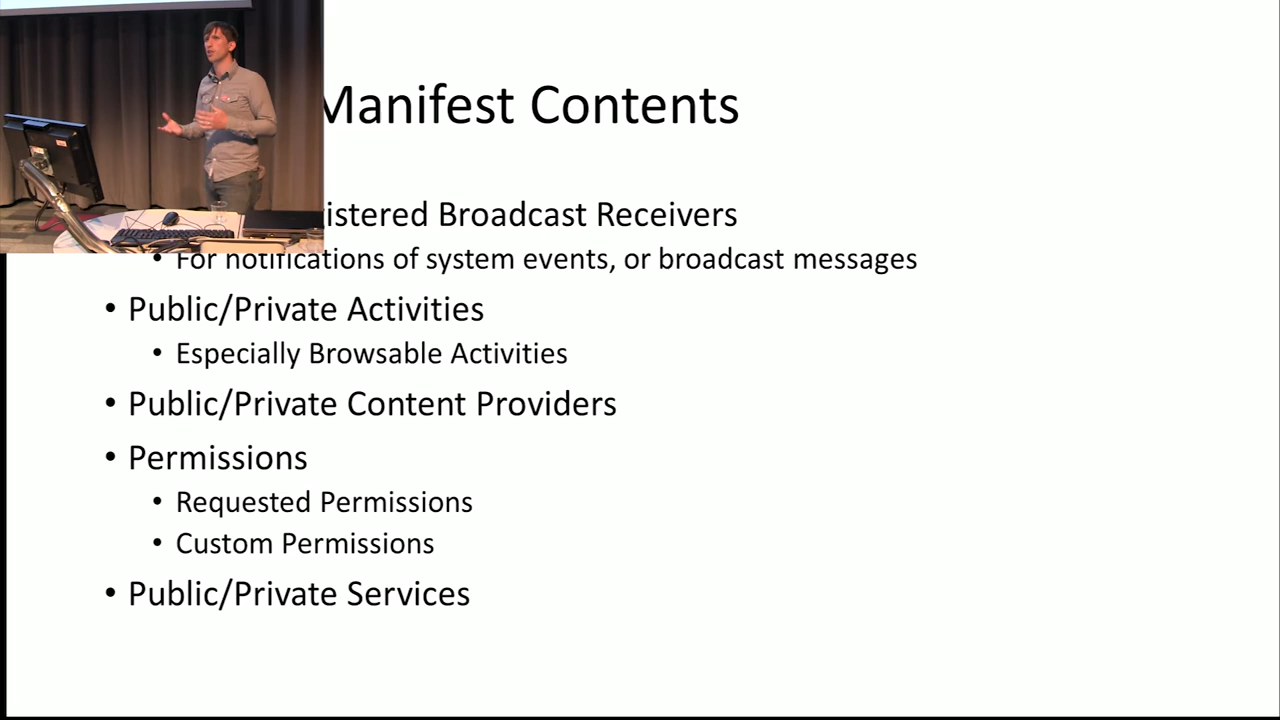 Manifest Contents
istered Broadcast Receivers
• For notifications of system events, or broadcast messages
• Public/Private Activities
• Especially Browsable Activities
• Public/Private Content Providers
• Permissions
• Requested Permissions
• Custom Permissions
• Public/Private Services